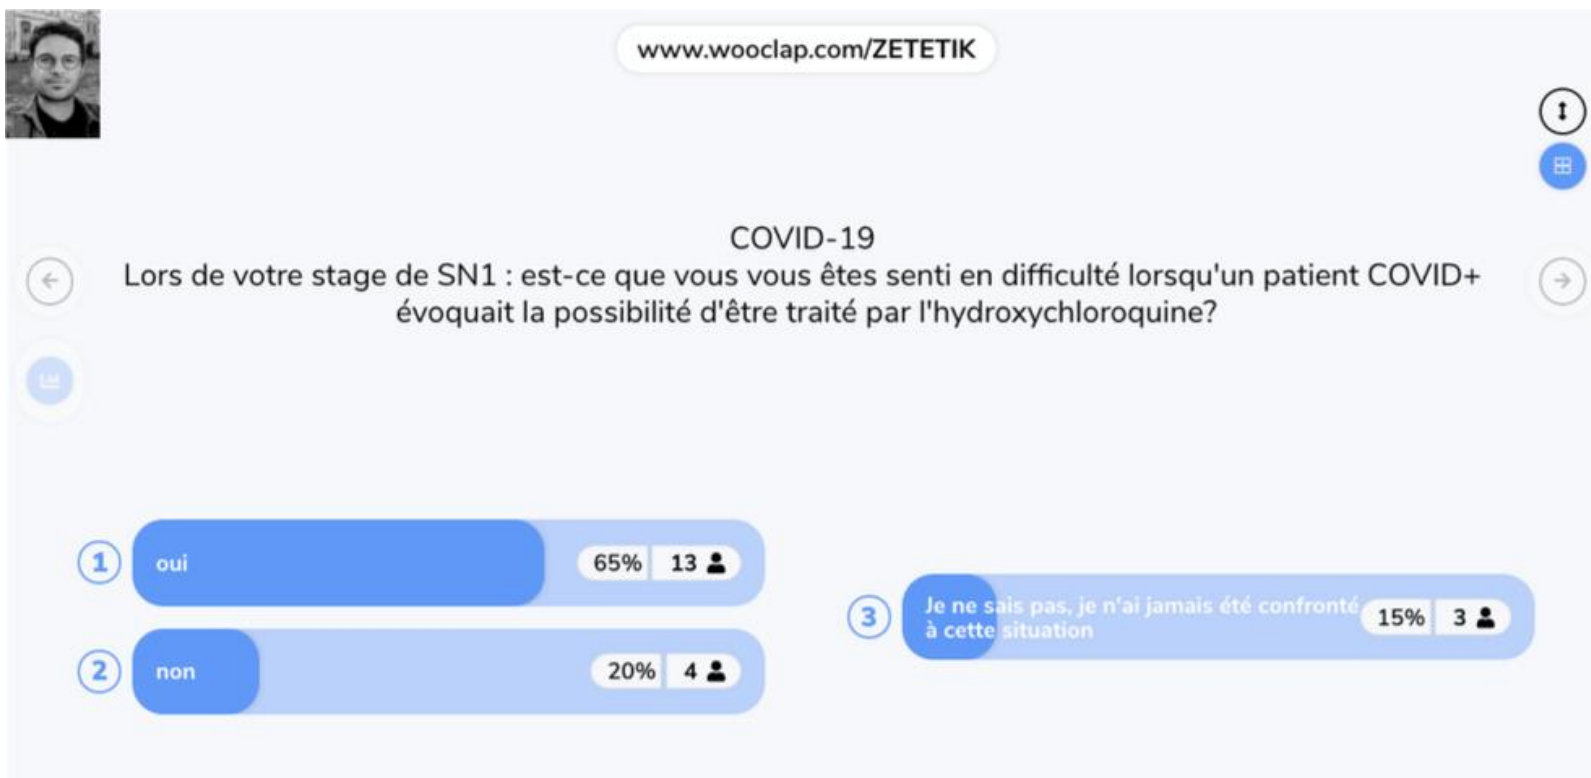 www.wooclap.com/ZETETIK
COVID-19
Lors de votre stage de SN1 : est-ce que vous vous êtes senti en difficulté lorsqu'un patient COVID+
évoquait la possibilité d'être traité par l'hydroxychloroquine?
1 oui 65% 13
2 non 20% 4
3 Je ne sais pas, je n'ai jamais été confronté
à cette situation 15% 3